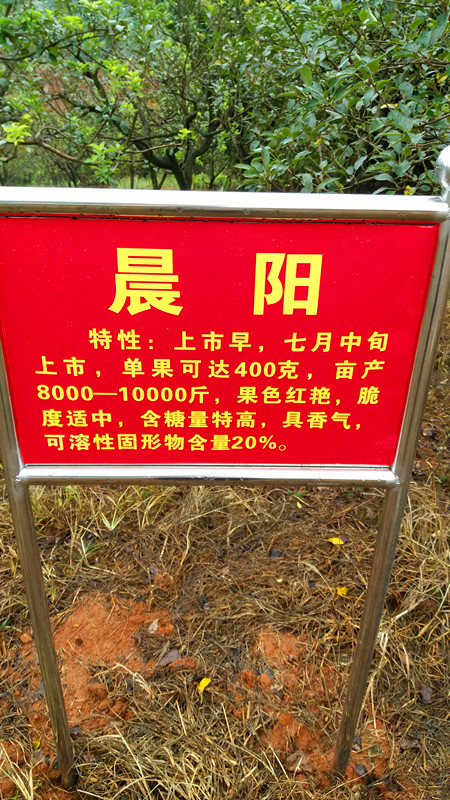 晨 阳
特性：上市早，七月中旬
上市，单果可达400克，亩产
8000—10000斤，果色红艳，脆
度适中，含糖量特高，具香气，
可溶性固形物含量20%。